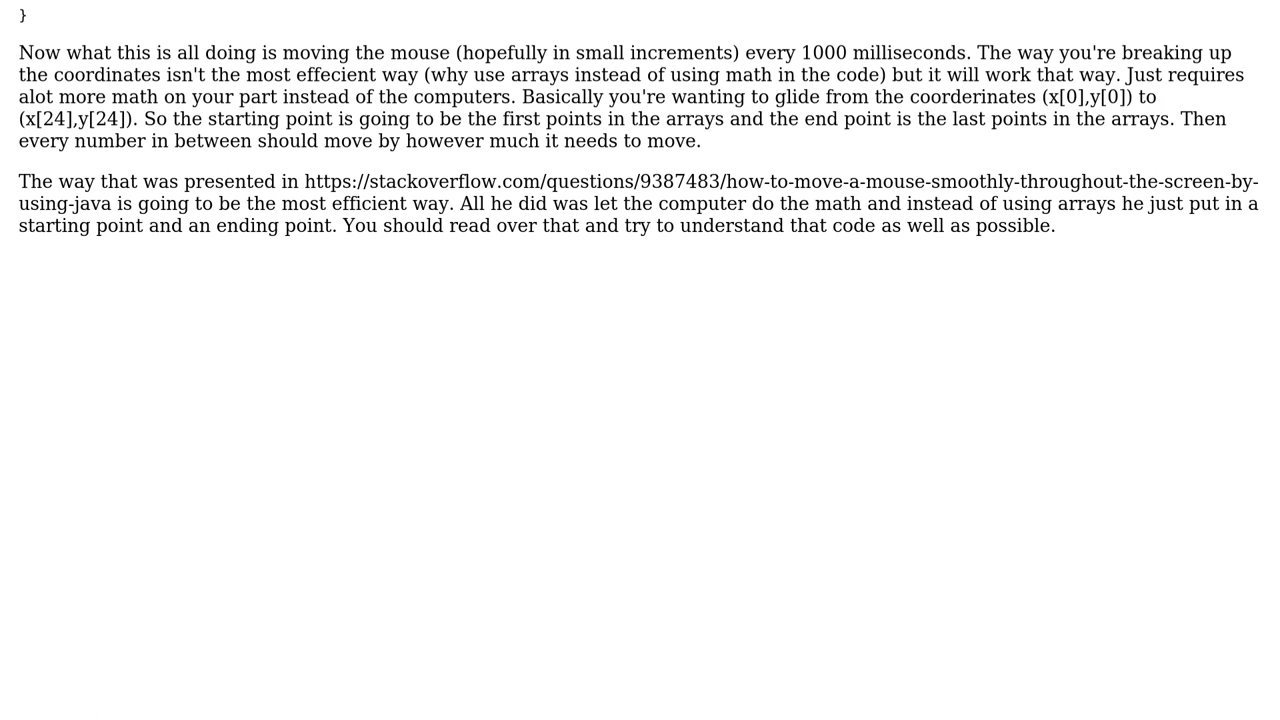 }
Now what this is all doing is moving the mouse (hopefully in small increments) every 1000 milliseconds. The way you're breaking up
the coordinates isn't the most effecient way (why use arrays instead of using math in the code) but it will work that way. Just requires
alot more math on your part instead of the computers. Basically you're wanting to glide from the coorderinates (x[0],y[0]) to
(x[24],y[24]). So the starting point is going to be the first points in the arrays and the end point is the last points in the arrays. Then
every number in between should move by however much it needs to move.
The way that was presented in https://stackoverflow.com/questions/9387483/how-to-move-a-mouse-smoothly-throughout-the-screen-by-
using-java is going to be the most efficient way. All he did was let the computer do the math and instead of using arrays he just put in a
starting point and an ending point. You should read over that and try to understand that code as well as possible.